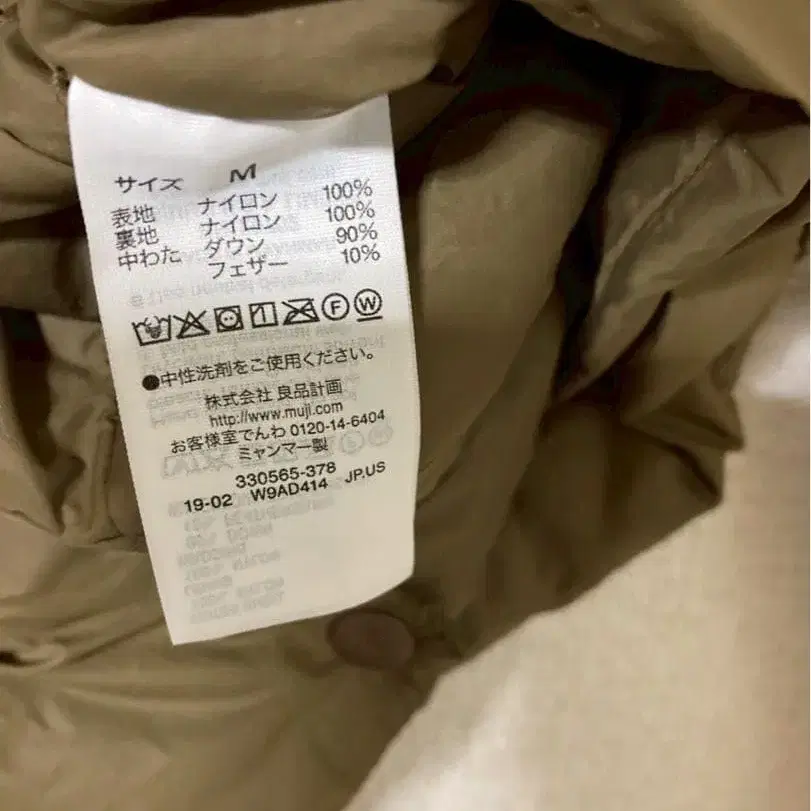 サイズ M
表地 ナイロン 100%
裏地 ナイロン 100%
中わた ダウン 90%
フェザー 10%
F W
●中性洗剤をご使用ください。
株式会社 良品計画
http://www.muji.com
お客様室でんわ 0120-14-6404
ミャンマー製
330565-378
19-02 W9AD414 JP.US